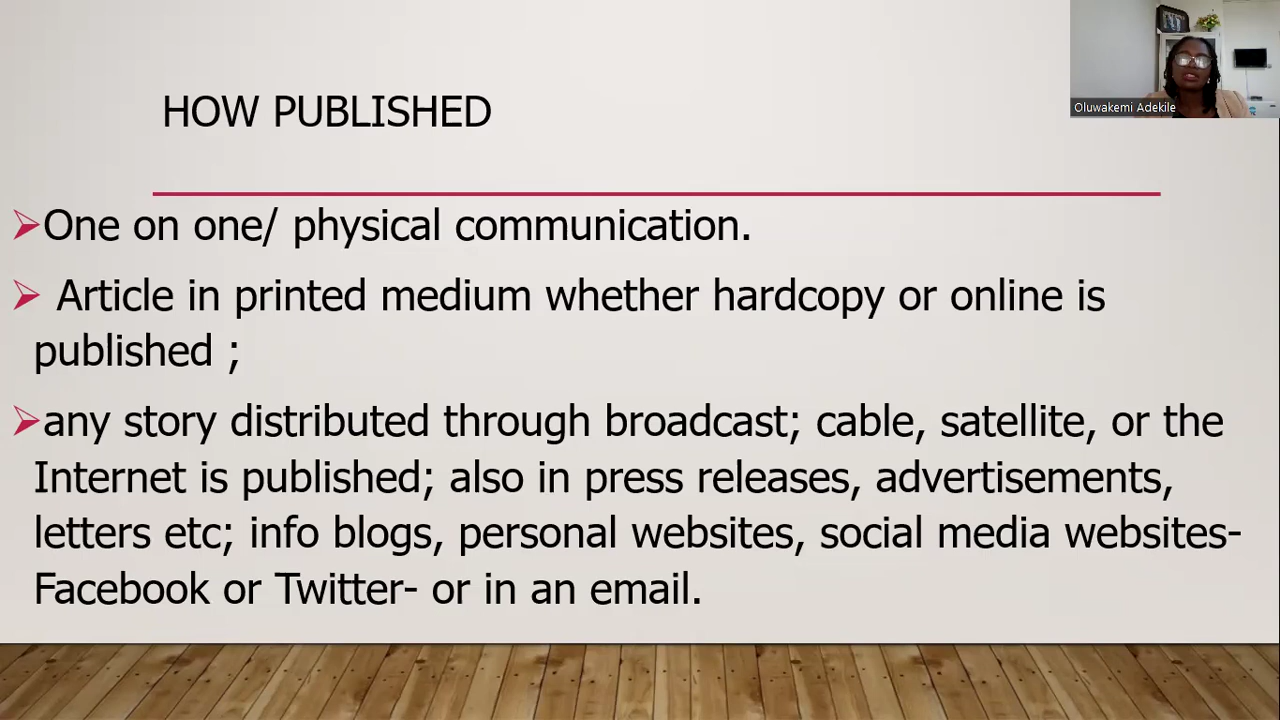 HOW PUBLISHED
Oluwakemi Adekile
➢One on one/ physical communication.
➢ Article in printed medium whether hardcopy or online is
published ;
➢any story distributed through broadcast; cable, satellite, or the
Internet is published; also in press releases, advertisements,
letters etc; info blogs, personal websites, social media websites-
Facebook or Twitter- or in an email.